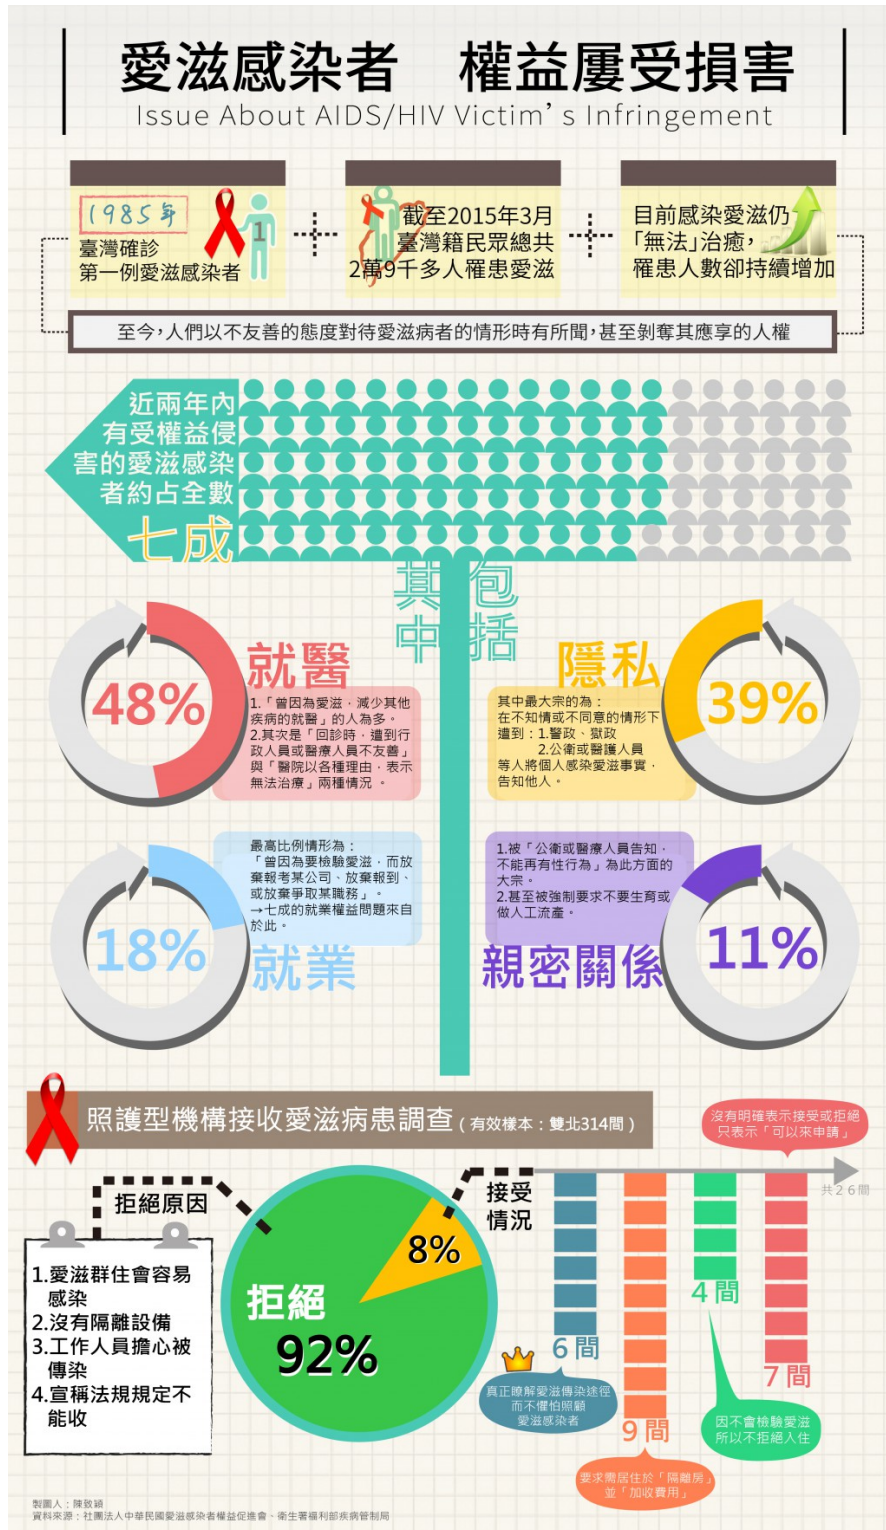 愛滋感染者 權益屢受損害
Issue About AIDS/HIV Victim's Infringement
1985年
1
臺灣確診
第一例愛滋感染者
截至2015年3月
臺灣籍民眾總共
2萬9千多人罹患愛滋
目前感染愛滋仍
「無法」治癒,
罹患人數卻持續增加
至今,人們以不友善的態度對待愛滋病者的情形時有所聞,甚至剝奪其應享的人權
近兩年內
有受權益侵
害的愛滋感染
者約占全數
七成
其中
包括
48%
就醫
1.「曾因為愛滋,減少其他
疾病的就醫」的人為多。
2.其次是「回診時,遭到行
政人員或醫療人員不友善」
與「醫院以各種理由,表示
無法治療」兩種情況 。
隱私
39%
其中最大宗的為:
在不知情或不同意的情形下
遭到:1.警政、獄政
2.公衛或醫護人員
等人將個人感染愛滋事實,
告知他人。
18%
最高比例情形為:
「曾因為要檢驗愛滋,而放
棄報考某公司、放棄報到、
或放棄爭取某職務」。
→七成的就業權益問題來自
於此。
就業
1.被「公衛或醫療人員告知,
不能再有性行為」為此方面的
大宗。
2.甚至被強制要求不要生育或
做人工流產。
親密關係
11%
照護型機構接收愛滋病患調查(有效樣本:雙北314間)
沒有明確表示接受或拒絕
只表示「可以來申請」
拒絕原因
1.愛滋群住會容易
感染
2.沒有隔離設備
3.工作人員擔心被
傳染
4.宣稱法規規定不
能收
拒絕
92%
8%
接受
情況
共26間
6間
真正瞭解愛滋傳染途徑
而不懼怕照顧
愛滋感染者
9間
要求需居住於「隔離房」
並「加收費用」
4間
因不會檢驗愛滋
所以不拒絕入住
7間
製圖人:陳致穎
資料來源:社團法人中華民國愛滋感染者權益促進會、衛生署福利部疾病管制局